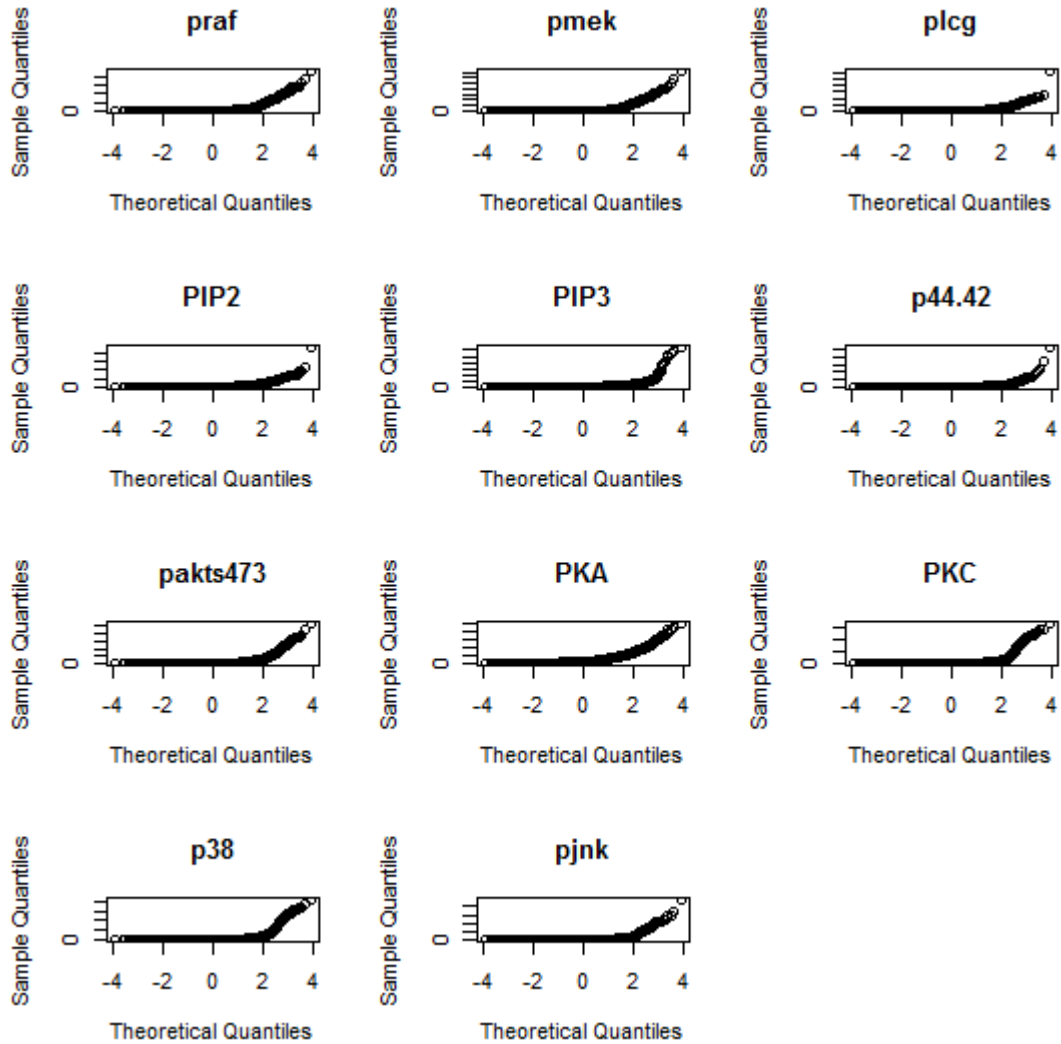 praf pmek plcg
Sample Quantiles Sample Quantiles Sample Quantiles
0 0 0
-4 -2 0 2 4 -4 -2 0 2 4 -4 -2 0 2 4
Theoretical Quantiles Theoretical Quantiles Theoretical Quantiles
PIP2 PIP3 p44.42
Sample Quantiles Sample Quantiles Sample Quantiles
0 0 0
-4 -2 0 2 4 -4 -2 0 2 4 -4 -2 0 2 4
Theoretical Quantiles Theoretical Quantiles Theoretical Quantiles
pakts473 PKA PKC
Sample Quantiles Sample Quantiles Sample Quantiles
0 0 0
-4 -2 0 2 4 -4 -2 0 2 4 -4 -2 0 2 4
Theoretical Quantiles Theoretical Quantiles Theoretical Quantiles
p38 pjnk
Sample Quantiles Sample Quantiles
0 0
-4 -2 0 2 4 -4 -2 0 2 4
Theoretical Quantiles Theoretical Quantiles